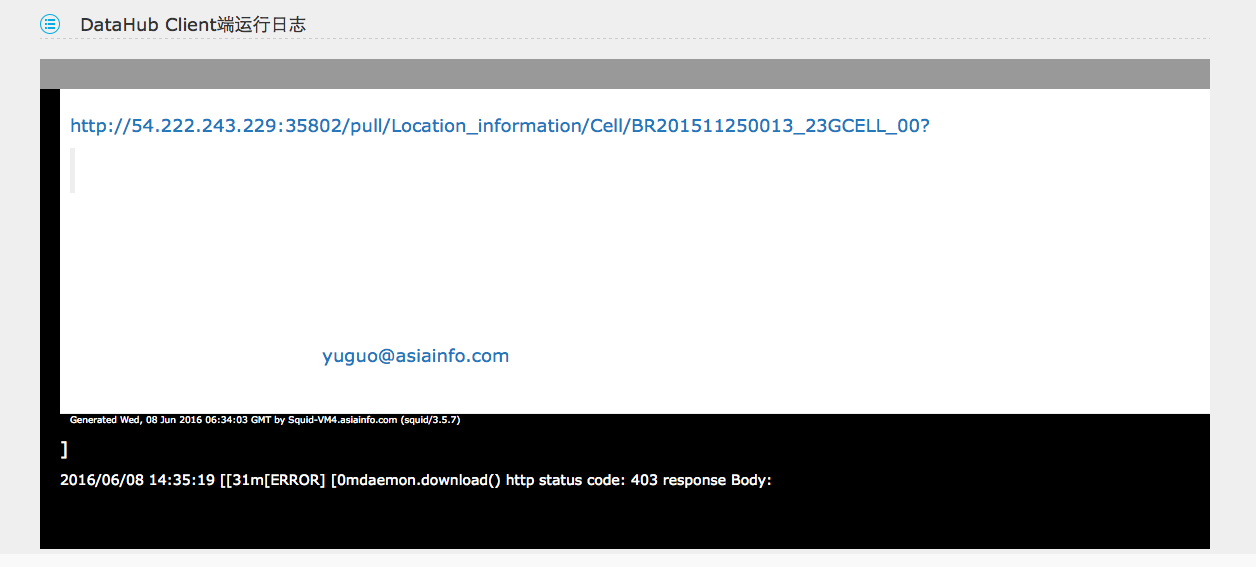 DataHub Client端运行日志
http://54.222.243.229:35802/pull/Location_information/Cell/BR201511250013_23GCELL_00?
yuguo@asiainfo.com
Generated Wed, 08 Jun 2016 06:34:03 GMT by Squid-VM4.asiainfo.com (squid/3.5.7)
]
2016/06/08 14:35:19 [[31m[ERROR] [0mdaemon.download() http status code: 403 response Body: